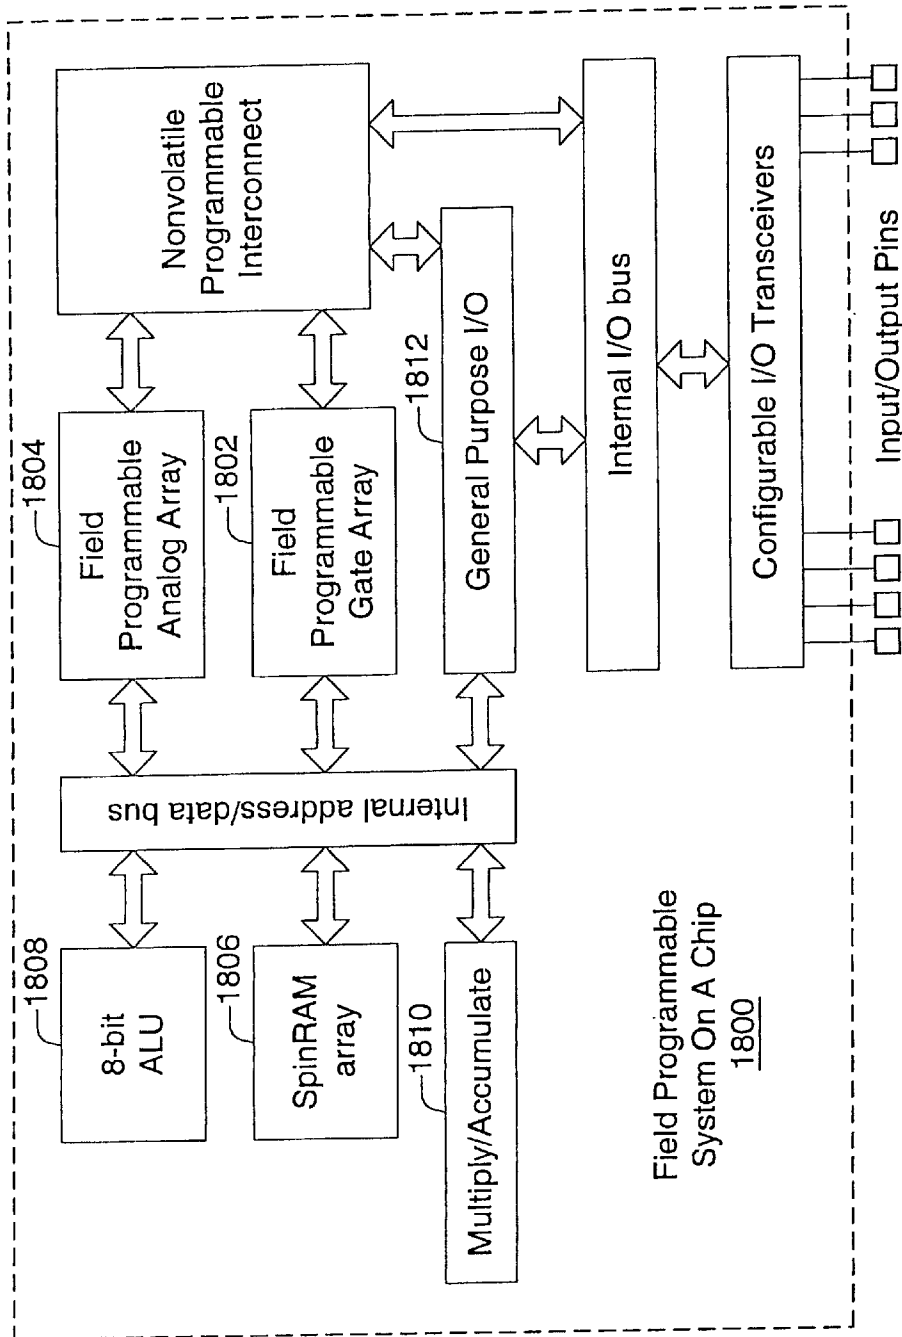 1808
8-bit
ALU
1806
SpinRAM
array
1810
Multiply/Accumulate
Internal address/data bus
1804
Field
Programmable
Analog Array
1802
Field
Programmable
Gate Array
1812
General Purpose I/O
Nonvolatile
Programmable
Interconnect
Internal I/O bus
Configurable I/O Transceivers
Input/Output Pins
Field Programmable
System On A Chip
1800